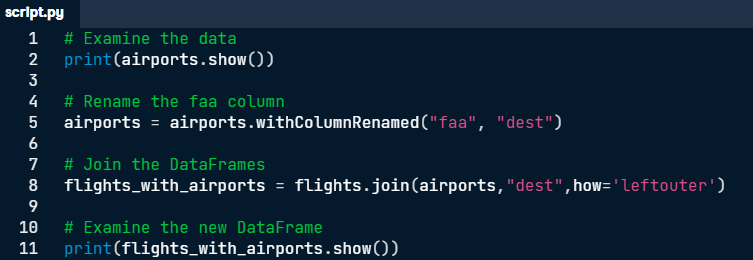 script.py
1 # Examine the data
2 print(airports.show())
3
4 # Rename the faa column
5 airports = airports.withColumnRenamed("faa", "dest")
6
7 # Join the DataFrames
8 flights_with_airports = flights.join(airports,"dest",how='leftouter')
9
10 # Examine the new DataFrame
11 print(flights_with_airports.show())